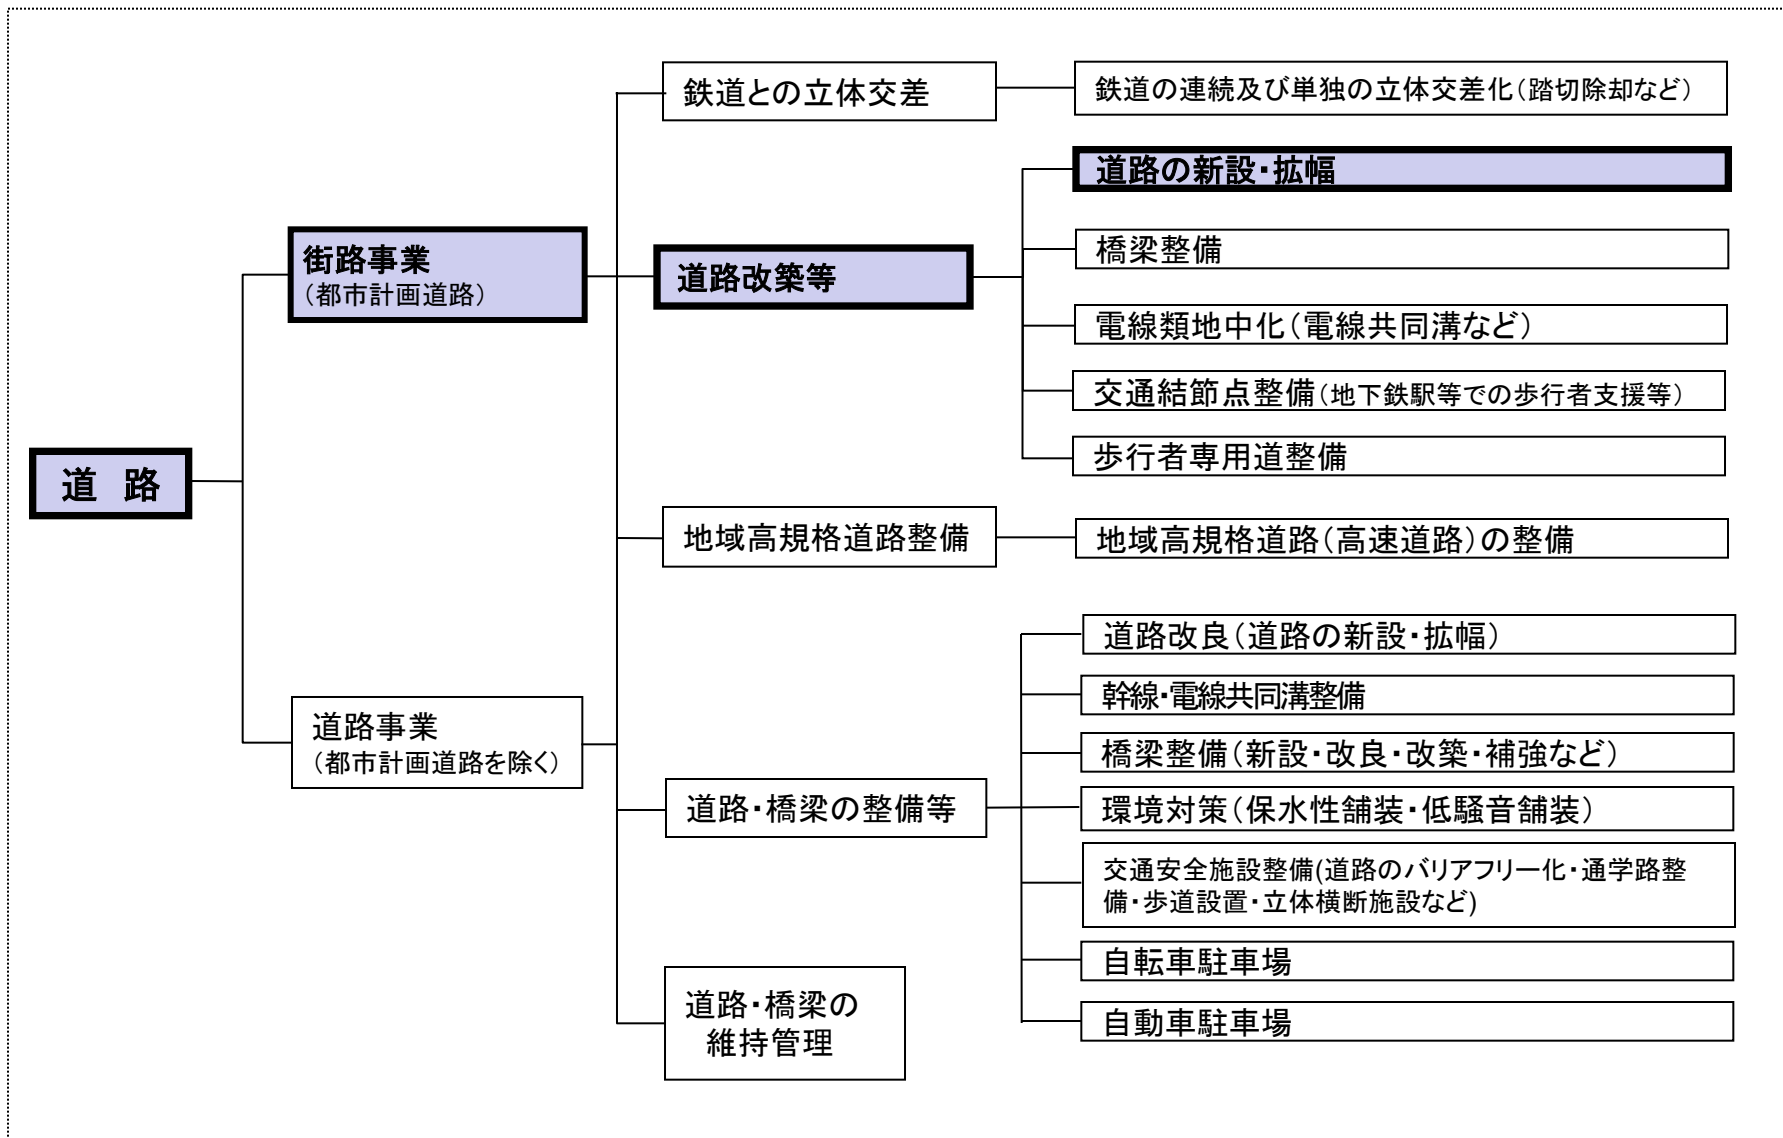 道　路
街路事業
（都市計画道路）
道路事業
（都市計画道路を除く）
鉄道との立体交差
道路改築等
地域高規格道路整備
道路・橋梁の整備等
道路・橋梁の
維持管理
鉄道の連続及び単独の立体交差化（踏切除却など）
道路の新設・拡幅
橋梁整備
電線類地中化（電線共同溝など）
交通結節点整備（地下鉄駅等での歩行者支援等）
歩行者専用道整備
地域高規格道路（高速道路）の整備
道路改良（道路の新設・拡幅）
幹線・電線共同溝整備
橋梁整備（新設・改良・改築・補強など）
環境対策（保水性舗装・低騒音舗装）
交通安全施設整備(道路のバリアフリー化・通学路整
備・歩道設置・立体横断施設など)
自転車駐車場
自動車駐車場